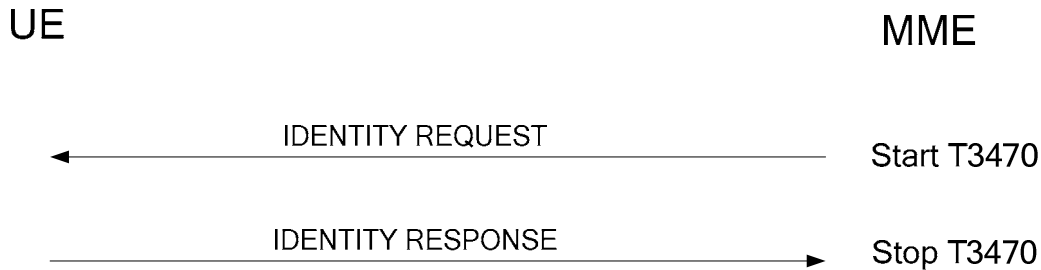 UE
MME
IDENTITY REQUEST
Start T3470
IDENTITY RESPONSE
Stop T3470